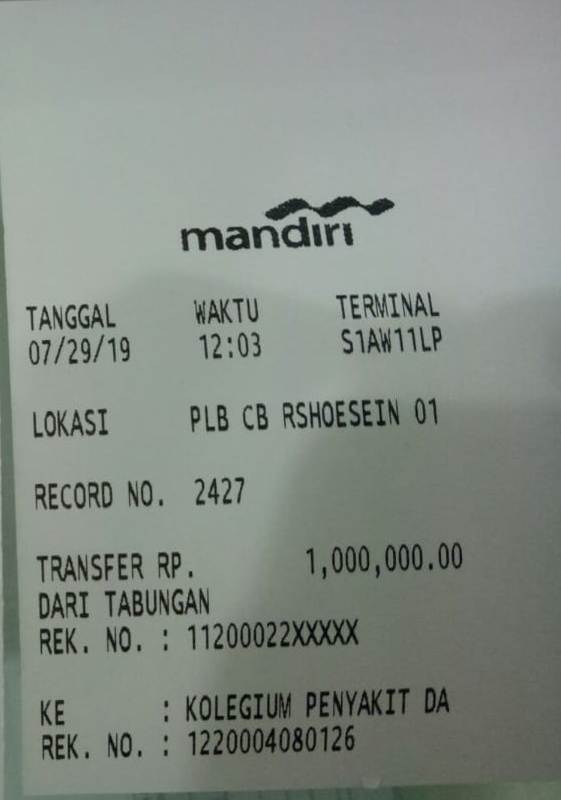 mandiri
TANGGAL WAKTU TERMINAL
07/29/19 12:03 S1AW11LP
LOKASI PLB CB RSHOESEIN 01
RECORD NO. 2427
TRANSFER RP. 1,000,000.00
DARI TABUNGAN
REK. NO. : 11200022XXXXX
KE : KOLEGIUM PENYAKIT DA
REK. NO. : 1220004080126